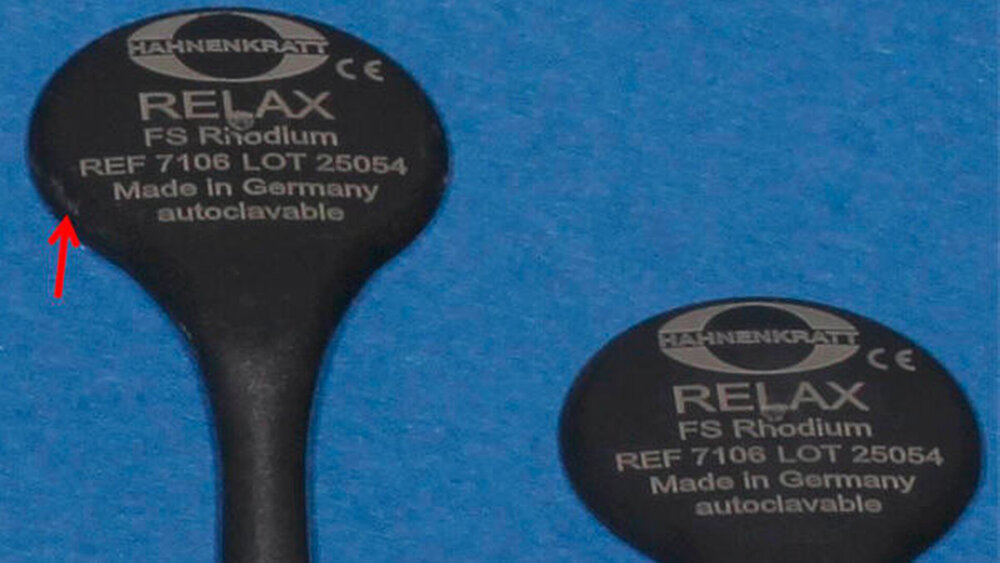 HAHNENKRATT
CE
RELAX
FS Rhodium
REF 7106 LOT 25054
Made in Germany
autoclavable
HAHNENKRATT
CE
RELAX
FS Rhodium
REF 7106 LOT 25054
Made in Germany
autoclavable